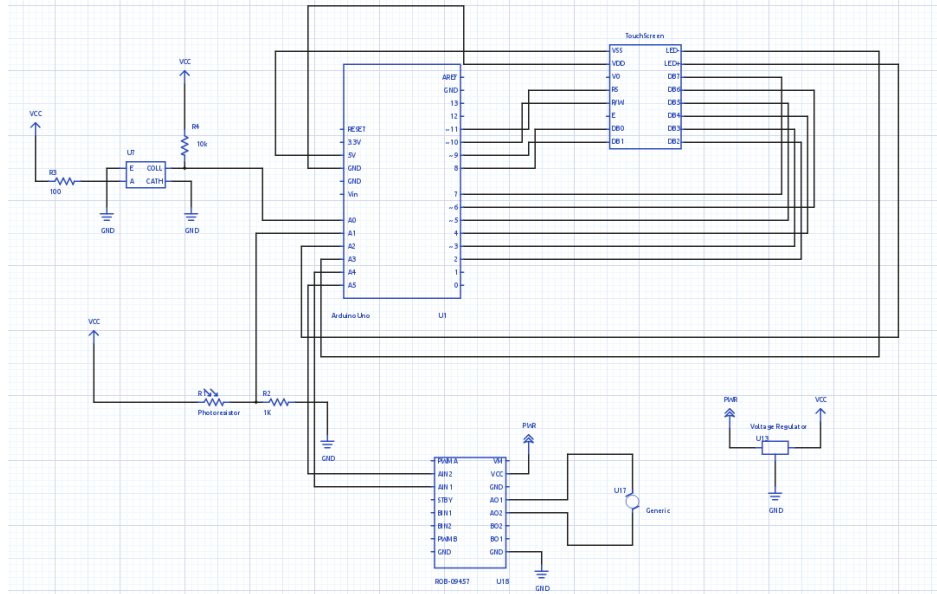 TouchScreen
VSS LED-
VDD LED+
V0 DB7
RS DB6
R/W DB5
E DB4
DB0 DB3
DB1 DB2
AREF
GND
13
12
RESET ~11
3.3V ~10
5V ~9
GND 8
GND
Vin 7
~6
A0 ~5
A1 4
A2 ~3
A3 2
A4 1
A5 0
Arduino Uno U1
VCC
R4
10k
VCC
R3
100
U7
E COLL
A CATH
GND
GND
VCC
R1
Photoresistor
R2
1K
GND
PWR
PWMA VM
AIN2 VCC
AIN1 GND
STBY AO1
BIN1 AO2
BIN2 BO2
PWMB BO1
GND GND
ROB-09457 U18
GND
U17
Generic
PWR
VCC
Voltage Regulator
U15
GND